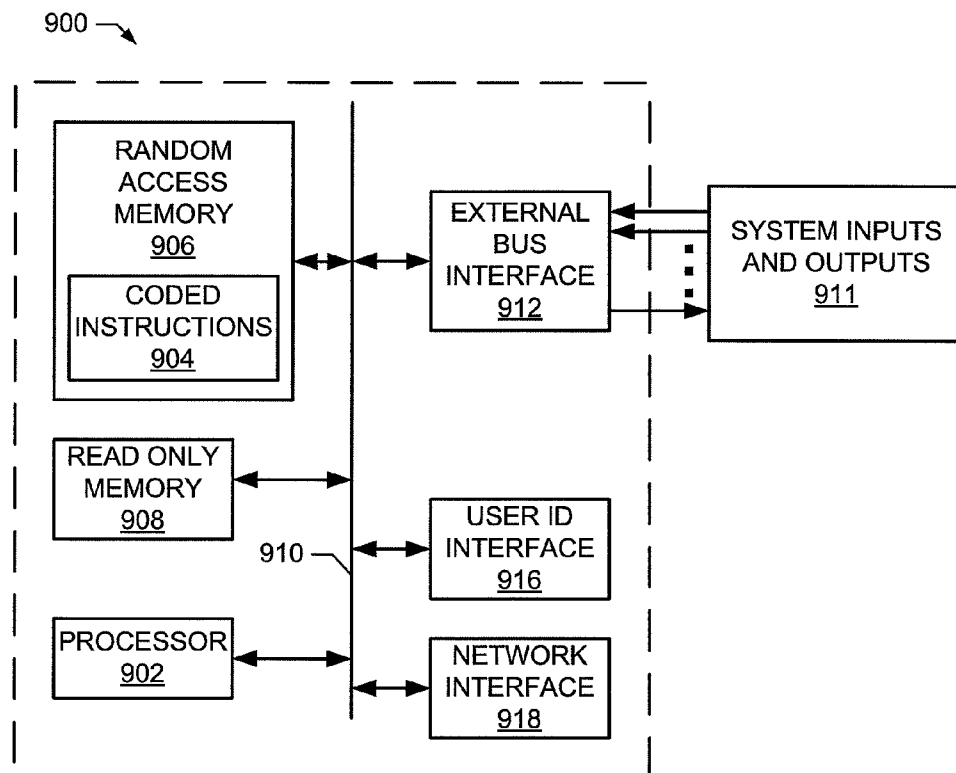 900
RANDOM
ACCESS
MEMORY
906
CODED
INSTRUCTIONS
904
EXTERNAL
BUS
INTERFACE
912
SYSTEM INPUTS
AND OUTPUTS
911
READ ONLY
MEMORY
908
910
USER ID
INTERFACE
916
PROCESSOR
902
NETWORK
INTERFACE
918